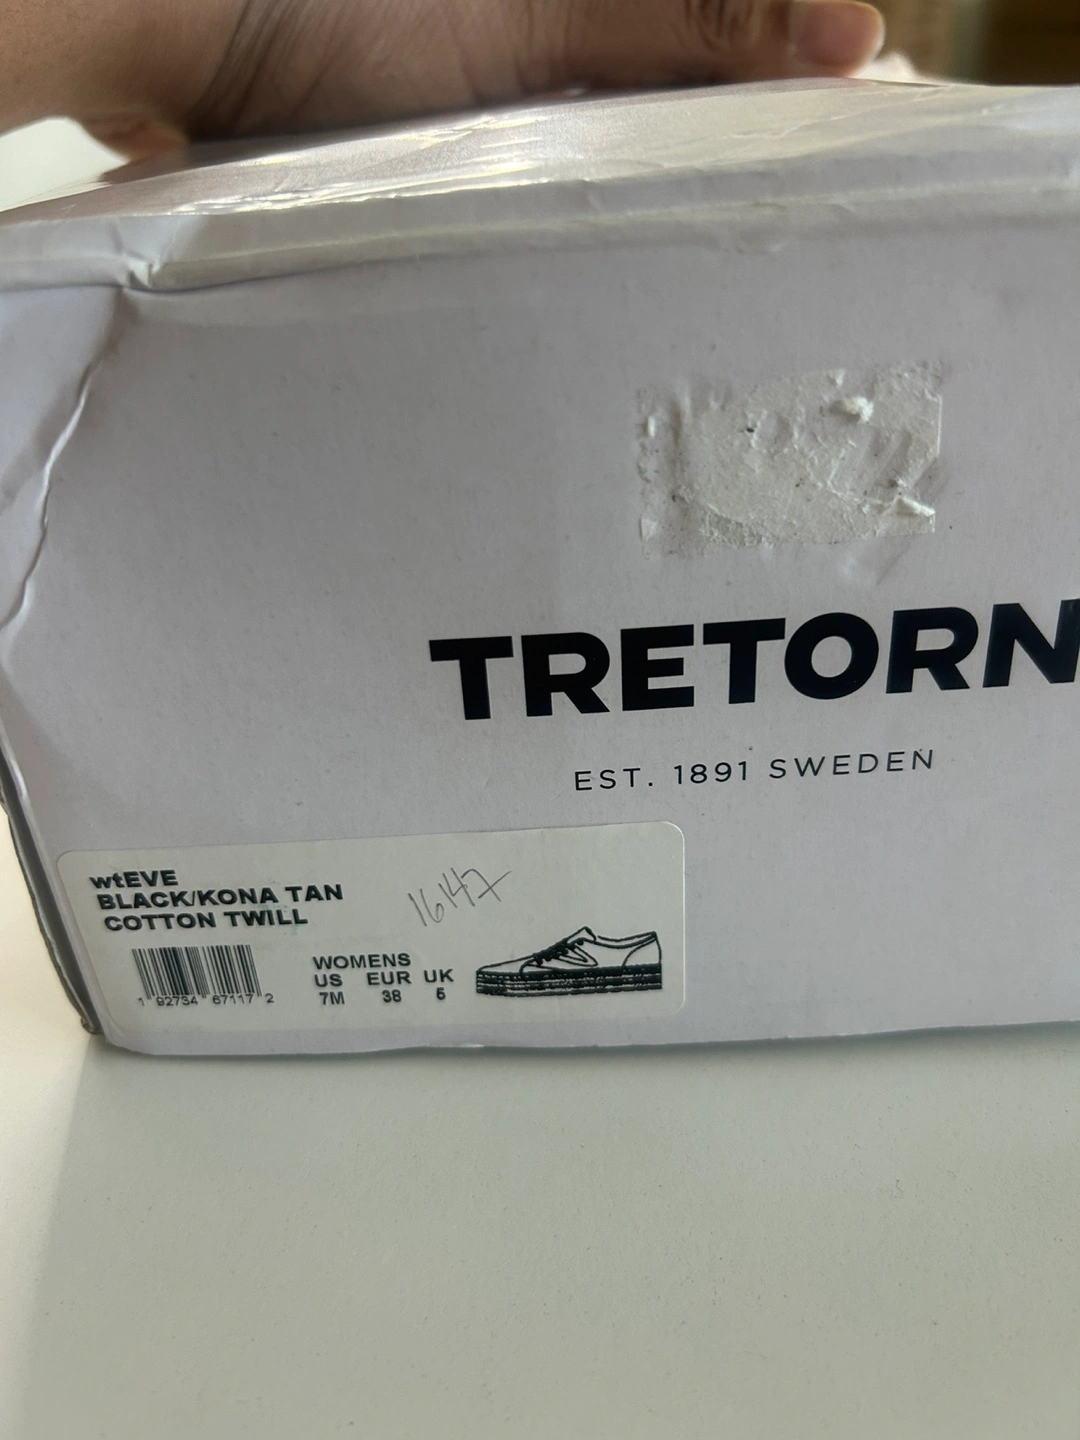 TRETORN
EST. 1891 SWEDEN
wtEVE
BLACK/KONA TAN
COTTON TWILL
16147
WOMENS
US EUR UK
7M 38 5
1 92734 67117 2